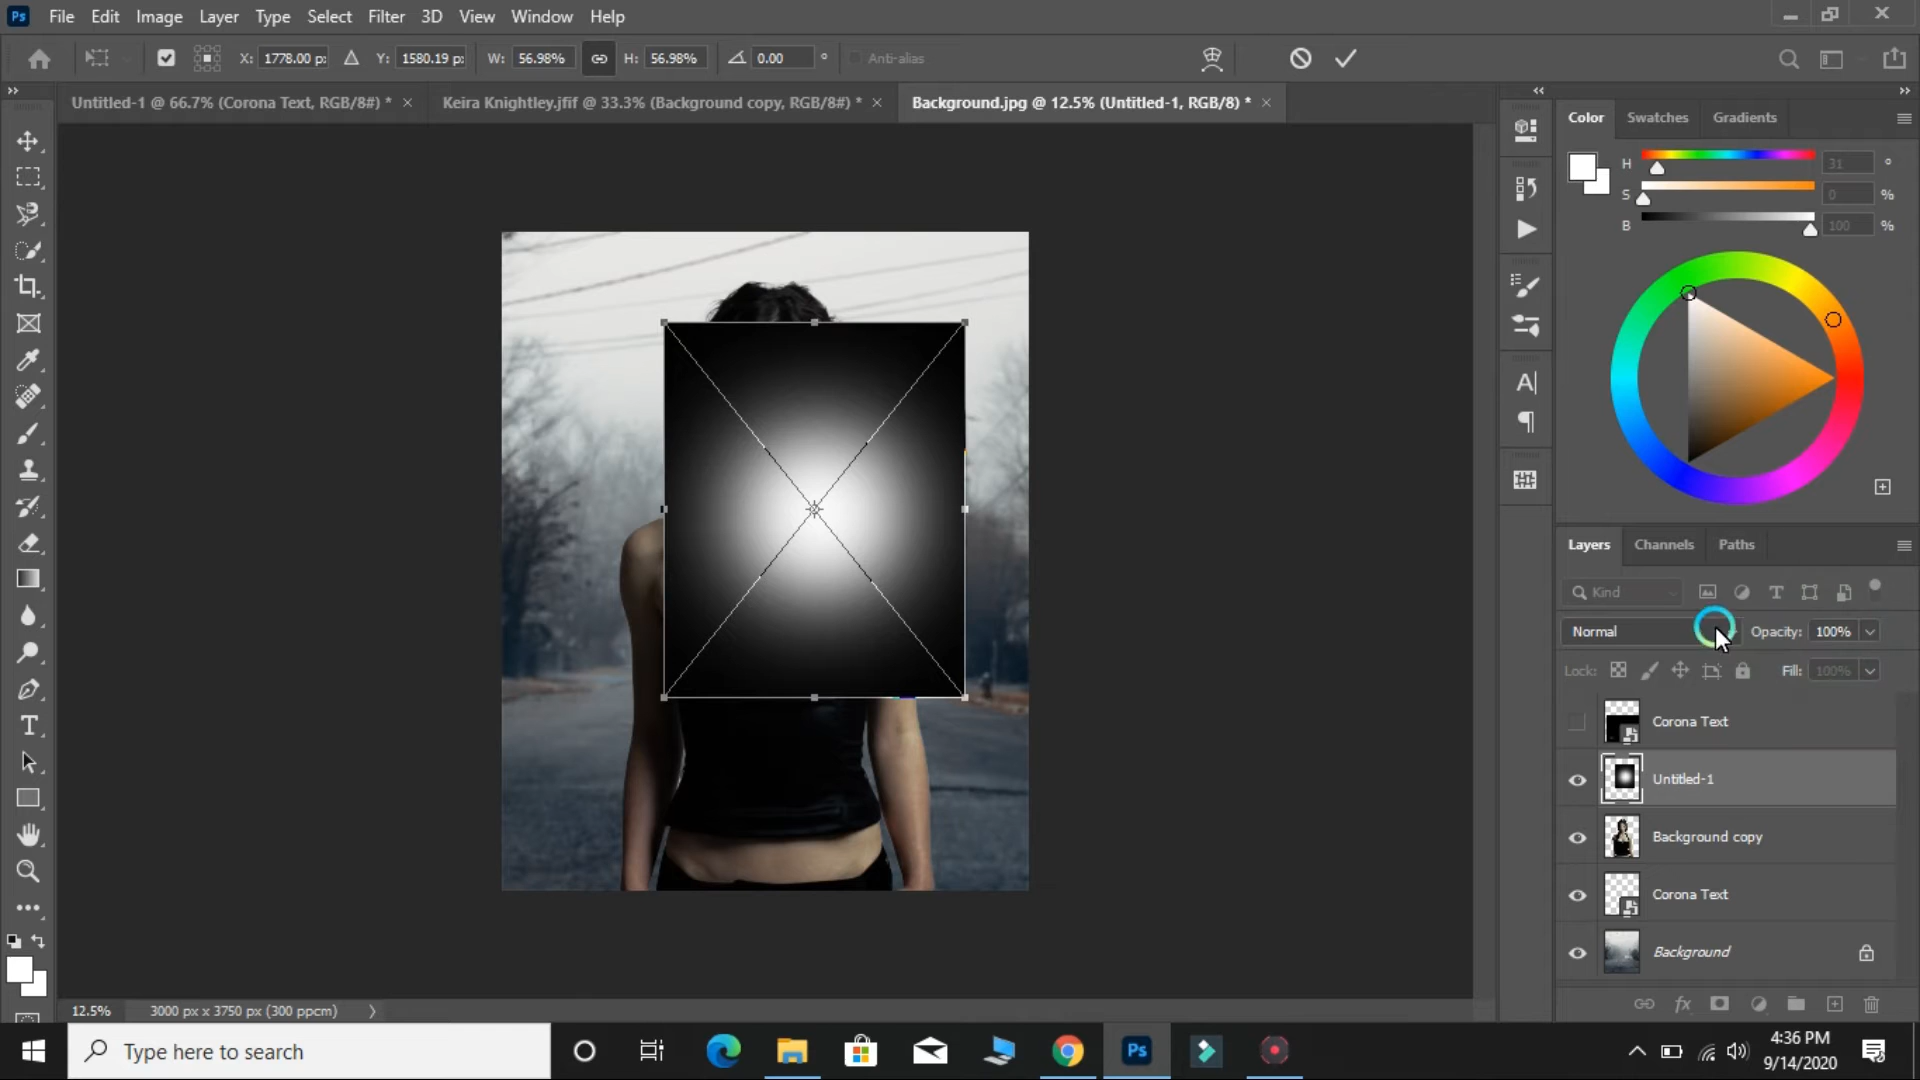 Ps File Edit Image Layer Type Select Filter 3D View Window Help
X: 1778.00 p: Y: 1580.19 p: W: 56.98% H: 56.98% 0.00 ° Anti-alias
Untitled-1 @ 66.7% (Corona Text, RGB/8#) * × Keira Knightley.jfif @ 33.3% (Background copy, RGB/8#) * × Background.jpg @ 12.5% (Untitled-1, RGB/8) * ×
Color Swatches Gradients
H 31 °
S 0 %
B 100 %
Layers Channels Paths
Kind
Normal Opacity: 100%
Lock: Fill: 100%
Corona Text
Untitled-1
Background copy
Corona Text
Background
fx
12.5% 3000 px x 3750 px (300 ppcm)
Type here to search
Ps
4:36 PM
9/14/2020